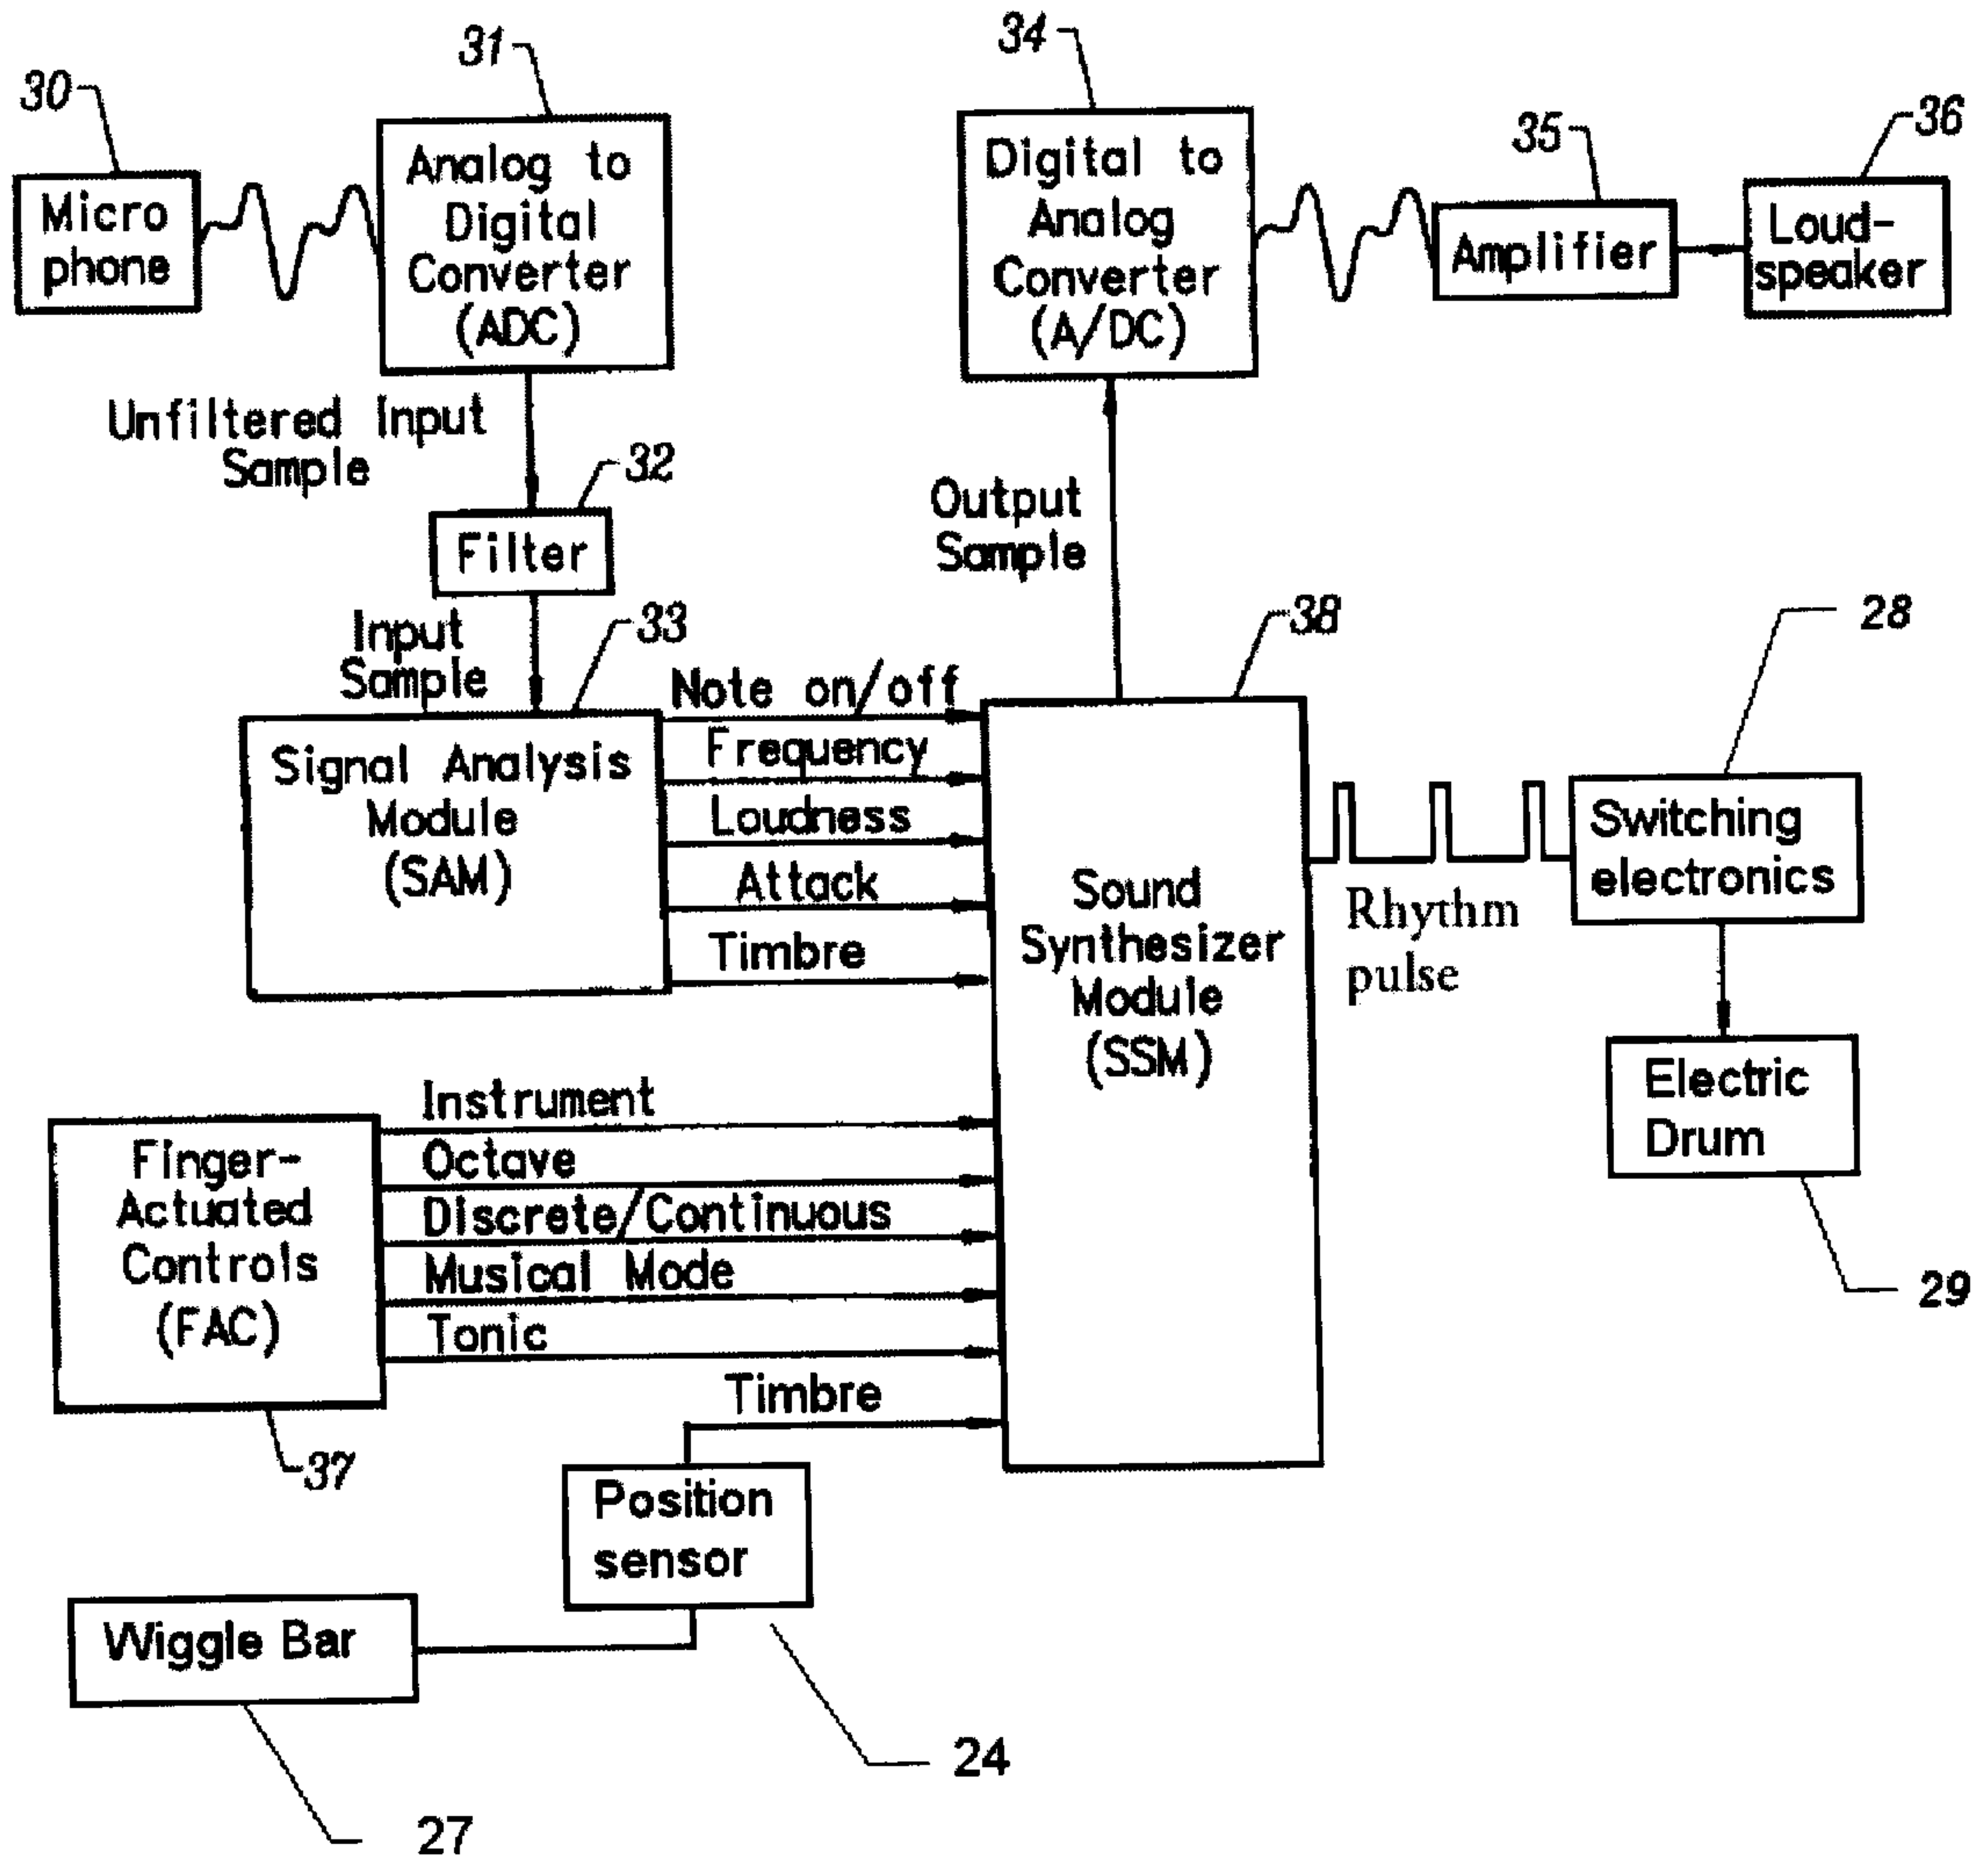 30
Micro
phone
31
Analog to
Digital
Converter
(ADC)
34
Digital to
Analog
Converter
(A/DC)
35
Amplifier
36
Loud-
speaker
Unfiltered Input
Sample
32
Filter
Input
Sample
33
Signal Analysis
Module
(SAM)
Note on/off
Frequency
Loudness
Attack
Timbre
Output
Sample
38
Sound
Synthesizer
Module
(SSM)
Rhythm
pulse
28
Switching
electronics
Electric
Drum
29
Finger-
Actuated
Controls
(FAC)
37
Instrument
Octave
Discrete/Continuous
Musical Mode
Tonic
Timbre
Position
sensor
24
Wiggle Bar
27